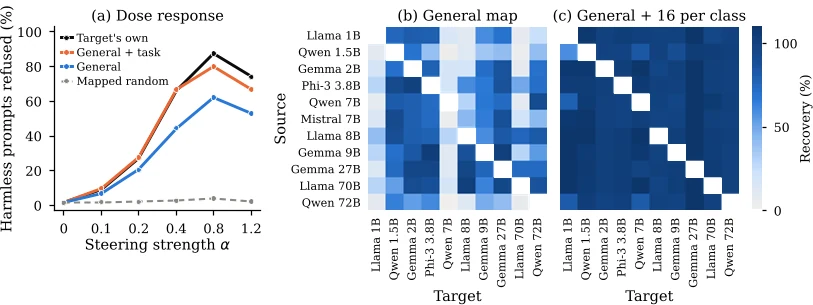 (a) Dose response
Harmless prompts refused (%)
100
80
60
40
20
0
Target's own
General + task
General
Mapped random
0 0.1 0.2 0.4 0.8 1.2
Steering strength α
(b) General map
Source
Llama 1B
Qwen 1.5B
Gemma 2B
Phi-3 3.8B
Qwen 7B
Mistral 7B
Llama 8B
Gemma 9B
Gemma 27B
Llama 70B
Qwen 72B
Llama 1B
Qwen 1.5B
Gemma 2B
Phi-3 3.8B
Qwen 7B
Llama 8B
Gemma 9B
Gemma 27B
Llama 70B
Qwen 72B
Target
(c) General + 16 per class
Llama 1B
Qwen 1.5B
Gemma 2B
Phi-3 3.8B
Qwen 7B
Llama 8B
Gemma 9B
Gemma 27B
Llama 70B
Qwen 72B
Target
100
50
0
Recovery (%)